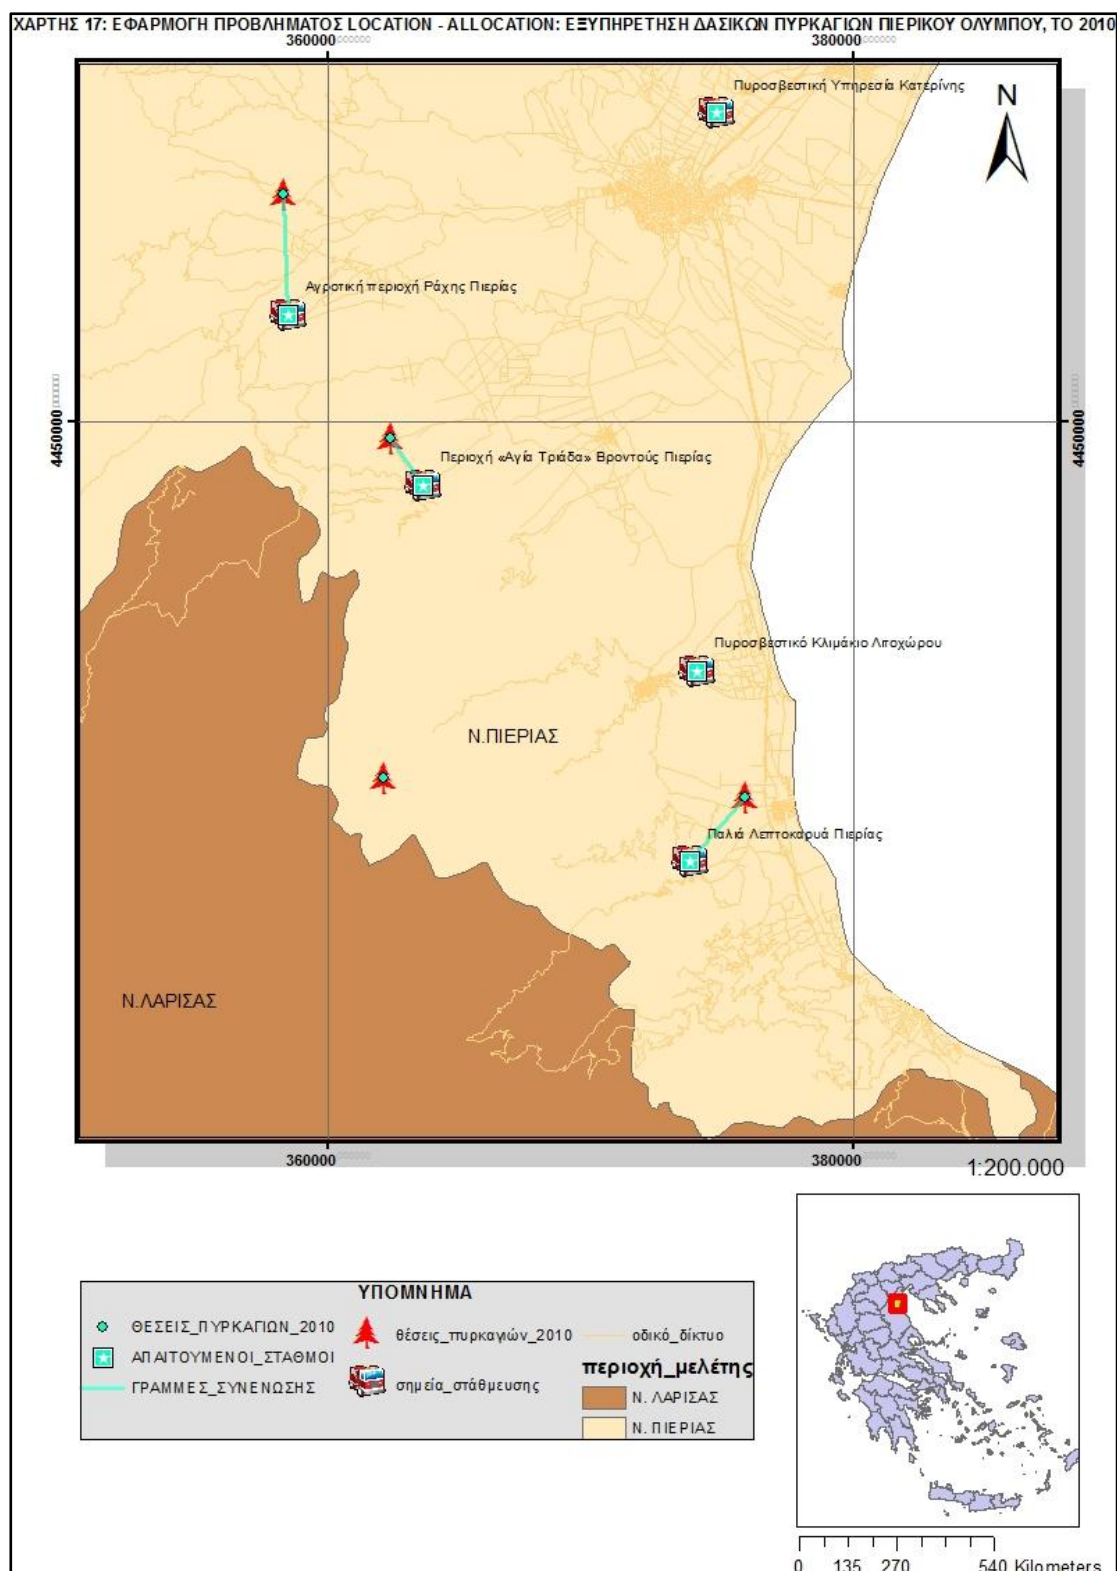 ΧΑΡΤΗΣ 17: ΕΦΑΡΜΟΓΗ ΠΡΟΒΛΗΜΑΤΟΣ LOCATION - ALLOCATION: ΕΞΥΠΗΡΕΤΗΣΗ ΔΑΣΙΚΩΝ ΠΥΡΚΑΓΙΩΝ ΠΙΕΡΙΚΟΥ ΟΛΥΜΠΟΥ, ΤΟ 2010
360000
380000
Πυροσβεστική Υπηρεσία Κατερίνης
N
Αγροτική περιοχή Ράχης Πιερίας
4450000
4450000
Περιοχή «Αγία Τριάδα» Βροντούς Πιερίας
Πυροσβεστικό Κλιμάκιο Λιτοχώρου
Ν.ΠΙΕΡΙΑΣ
Παλιά Λεπτοκαρυά Πιερίας
Ν.ΛΑΡΙΣΑΣ
360000
380000
1:200.000
ΥΠΟΜΝΗΜΑ
ΘΕΣΕΙΣ_ΠΥΡΚΑΓΙΩΝ_2010
θέσεις_πυρκαγιών_2010
οδικό_δίκτυο
ΑΠΑΙΤΟΥΜΕΝΟΙ_ΣΤΑΘΜΟΙ
περιοχή_μελέτης
ΓΡΑΜΜΕΣ_ΣΥΝΕΝΩΣΗΣ
σημεία_στάθμευσης
Ν. ΛΑΡΙΣΑΣ
Ν. ΠΙΕΡΙΑΣ
0 135 270 540 Kilometers